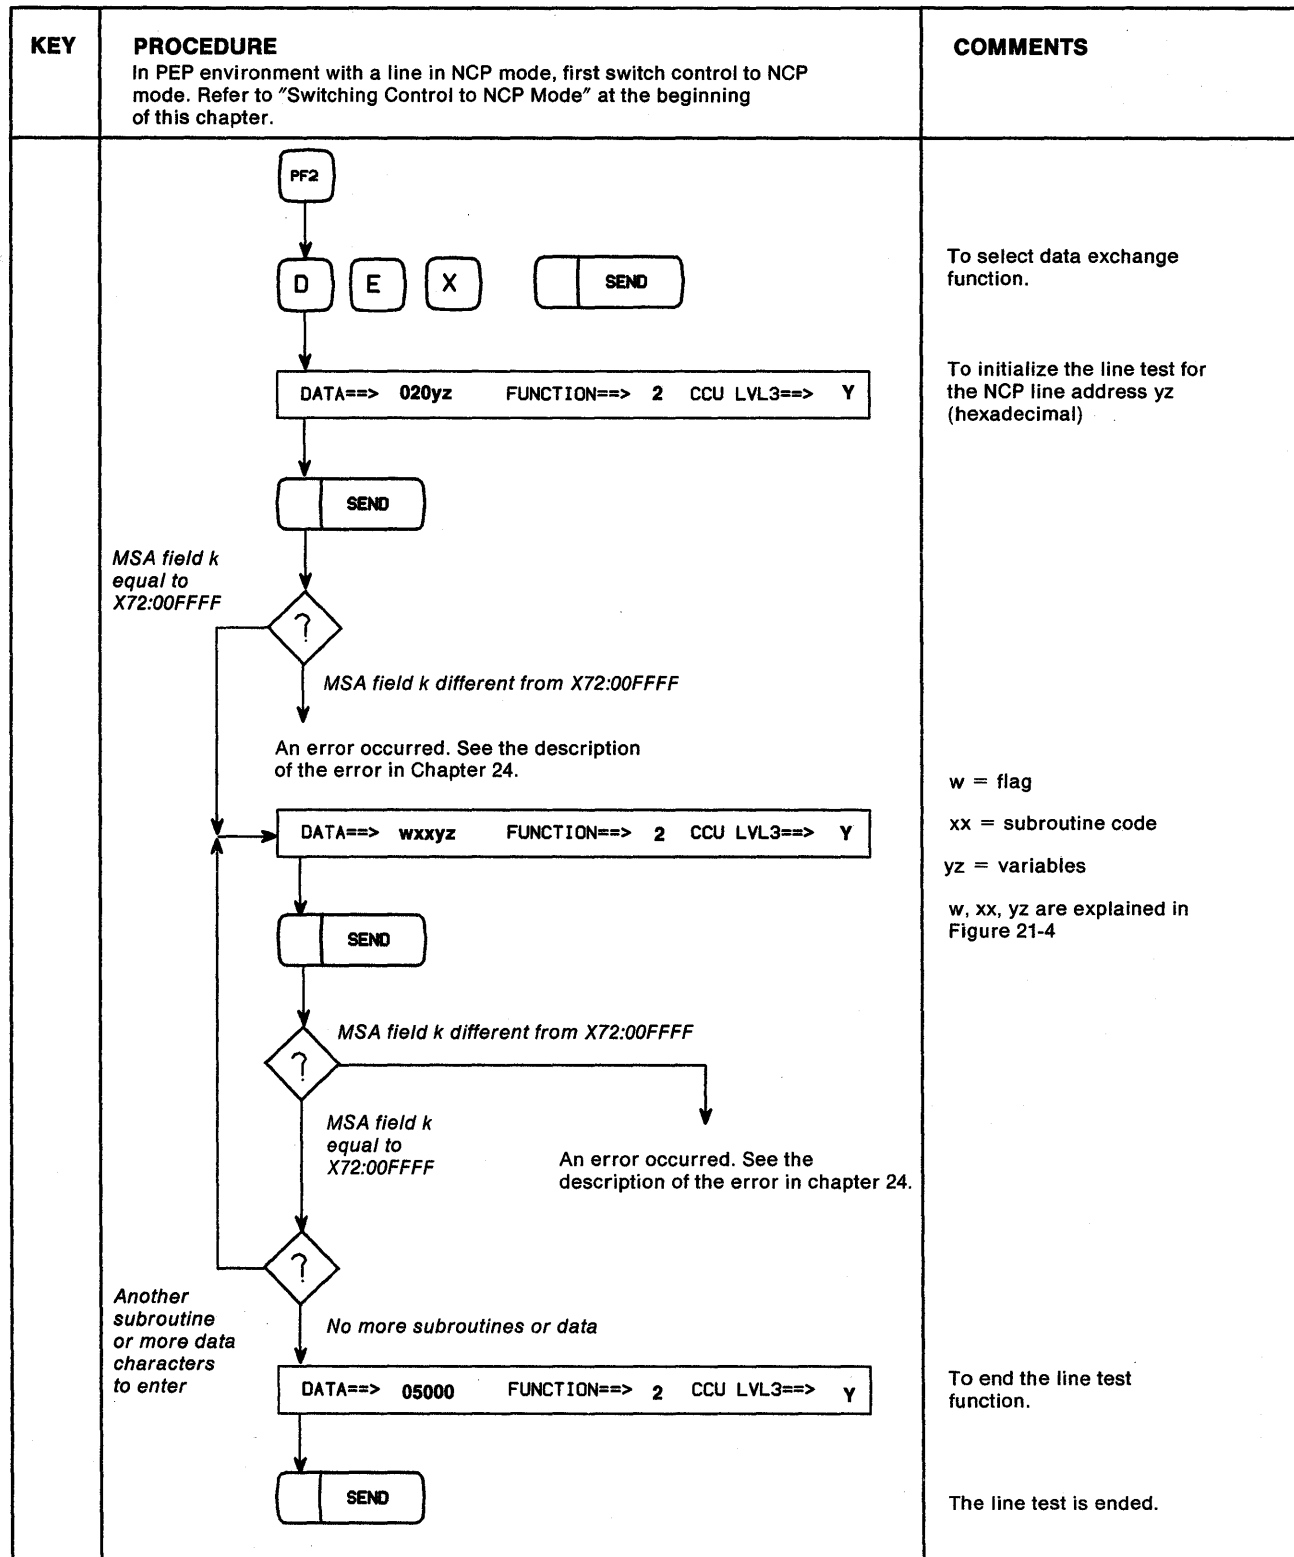 KEY
PROCEDURE
In PEP environment with a line in NCP mode, first switch control to NCP
mode. Refer to "Switching Control to NCP Mode" at the beginning
of this chapter.
COMMENTS
PF2
D E X SEND
To select data exchange
function.
DATA==> 020yz FUNCTION==> 2 CCU LVL3==> Y
To initialize the line test for
the NCP line address yz
(hexadecimal)
SEND
MSA field k
equal to
X72:00FFFF
?
MSA field k different from X72:00FFFF
An error occurred. See the description
of the error in Chapter 24.
DATA==> wxxyz FUNCTION==> 2 CCU LVL3==> Y
w = flag
xx = subroutine code
yz = variables
w, xx, yz are explained in
Figure 21-4
SEND
MSA field k different from X72:00FFFF
?
MSA field k
equal to
X72:00FFFF
An error occurred. See the
description of the error in chapter 24.
?
Another
subroutine
or more data
characters
to enter
No more subroutines or data
DATA==> 05000 FUNCTION==> 2 CCU LVL3==> Y
To end the line test
function.
SEND
The line test is ended.